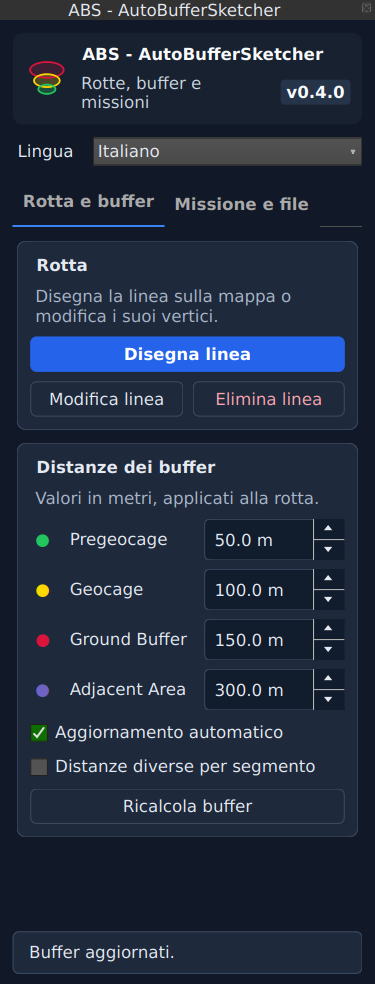 ABS - AutoBufferSketcher
ABS - AutoBufferSketcher
Rotte, buffer e
missioni
v0.4.0
Lingua
Italiano
Rotta e buffer
Missione e file
Rotta
Disegna la linea sulla mappa o
modifica i suoi vertici.
Disegna linea
Modifica linea
Elimina linea
Distanze dei buffer
Valori in metri, applicati alla rotta.
Pregeocage
50.0 m
Geocage
100.0 m
Ground Buffer
150.0 m
Adjacent Area
300.0 m
Aggiornamento automatico
Distanze diverse per segmento
Ricalcola buffer
Buffer aggiornati.